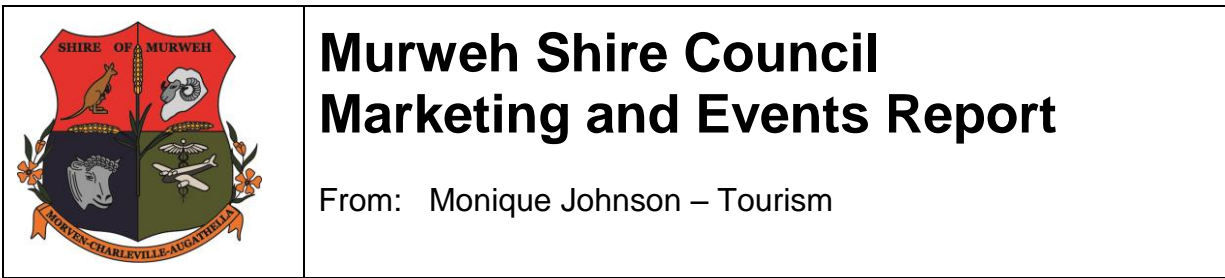 SHIRE OF MURWEH
MORVEN-CHARLEVILLE-AUGATHELLA
Murweh Shire Council
Marketing and Events Report
From: Monique Johnson – Tourism